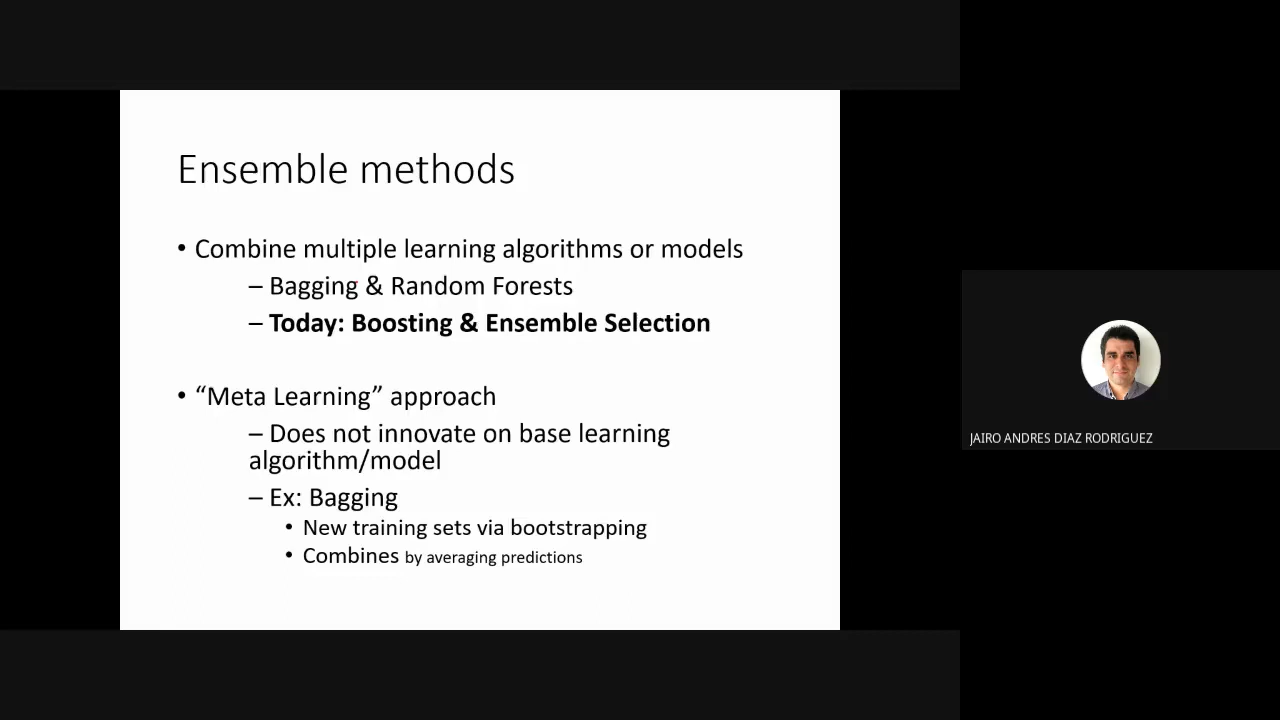 Ensemble methods
• Combine multiple learning algorithms or models
– Bagging & Random Forests
– Today: Boosting & Ensemble Selection
• “Meta Learning” approach
– Does not innovate on base learning
algorithm/model
– Ex: Bagging
• New training sets via bootstrapping
• Combines by averaging predictions
JAIRO ANDRES DIAZ RODRIGUEZ